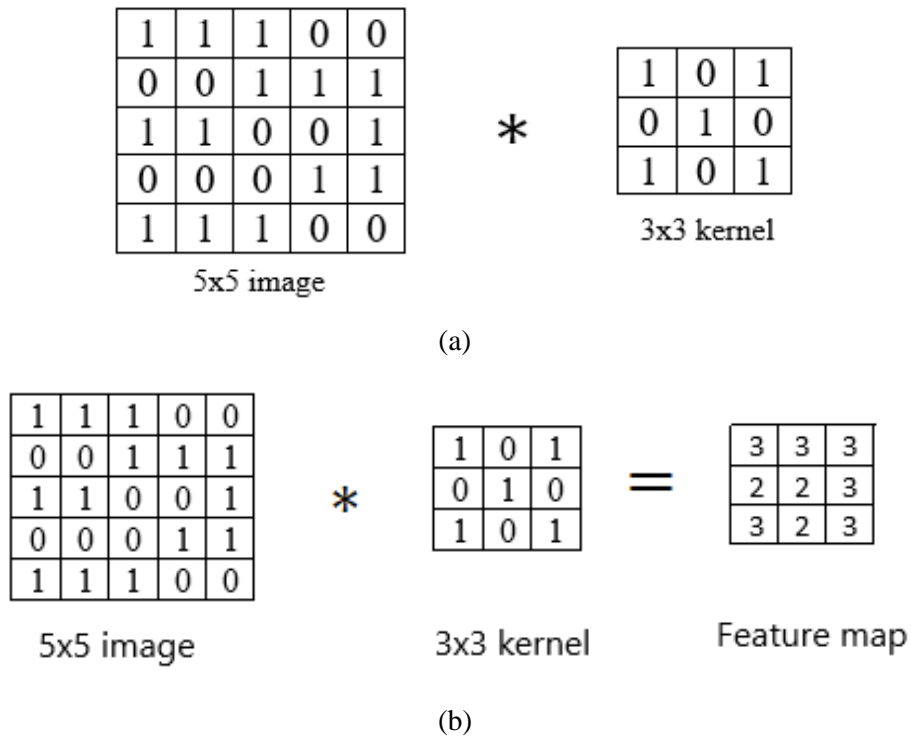 1 1 1 0 0
0 0 1 1 1
1 1 0 0 1
0 0 0 1 1
1 1 1 0 0
5x5 image
*
1 0 1
0 1 0
1 0 1
3x3 kernel
(a)
1 1 1 0 0
0 0 1 1 1
1 1 0 0 1
0 0 0 1 1
1 1 1 0 0
5x5 image
*
1 0 1
0 1 0
1 0 1
3x3 kernel
=
3 3 3
2 2 3
3 2 3
Feature map
(b)